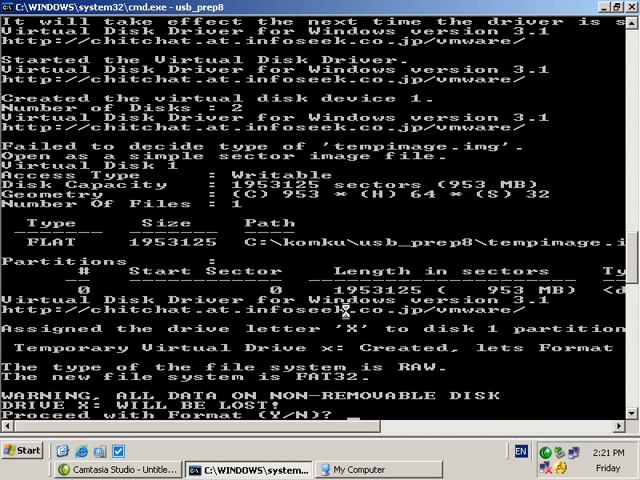 C:\WINDOWS\system32\cmd.exe - usb_prep8
It will take effect the next time the driver is s
Virtual Disk Driver for Windows version 3.1
http://chitchat.at.infoseek.co.jp/vmware/
Started the Virtual Disk Driver.
Virtual Disk Driver for Windows version 3.1
http://chitchat.at.infoseek.co.jp/vmware/
Created the virtual disk device 1.
Number of Disks : 2
Virtual Disk Driver for Windows version 3.1
http://chitchat.at.infoseek.co.jp/vmware/
Failed to decide type of 'tempimage.img'.
Open as a simple sector image file.
Virtual Disk 1
Access Type : Writable
Disk Capacity : 1953125 sectors (953 MB)
Geometry : (C) 953 * (H) 64 * (S) 32
Number Of Files : 1
Type Size Path
FLAT 1953125 C:\komku\usb_prep8\tempimage.i
Partitions :
# Start Sector Length in sectors Ty
0 0 1953125 ( 953 MB) <d
Virtual Disk Driver for Windows version 3.1
http://chitchat.at.infoseek.co.jp/vmware/
Assigned the drive letter 'X' to disk 1 partition
Temporary Virtual Drive x: Created, lets Format
The type of the file system is RAW.
The new file system is FAT32.
WARNING, ALL DATA ON NON-REMOVABLE DISK
DRIVE X: WILL BE LOST!
Proceed with Format (Y/N)? _
Start
EN
2:21 PM
Camtasia Studio - Untitle...
C:\WINDOWS\system...
My Computer
Friday